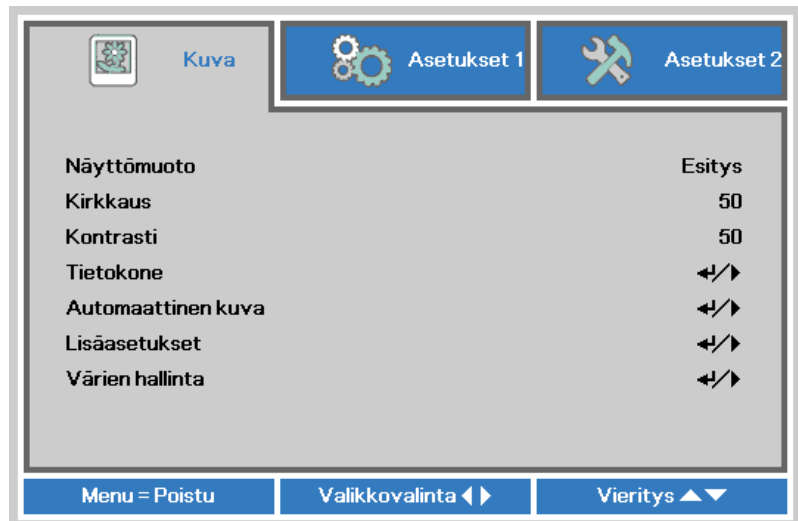 Kuva Asetukset 1 Asetukset 2
Näyttömuoto Esitys
Kirkkaus 50
Kontrasti 50
Tietokone ↵/▶
Automaattinen kuva ↵/▶
Lisäasetukset ↵/▶
Värien hallinta ↵/▶
Menu = Poistu Valikkovalinta ◀ ▶ Vieritys ▲▼